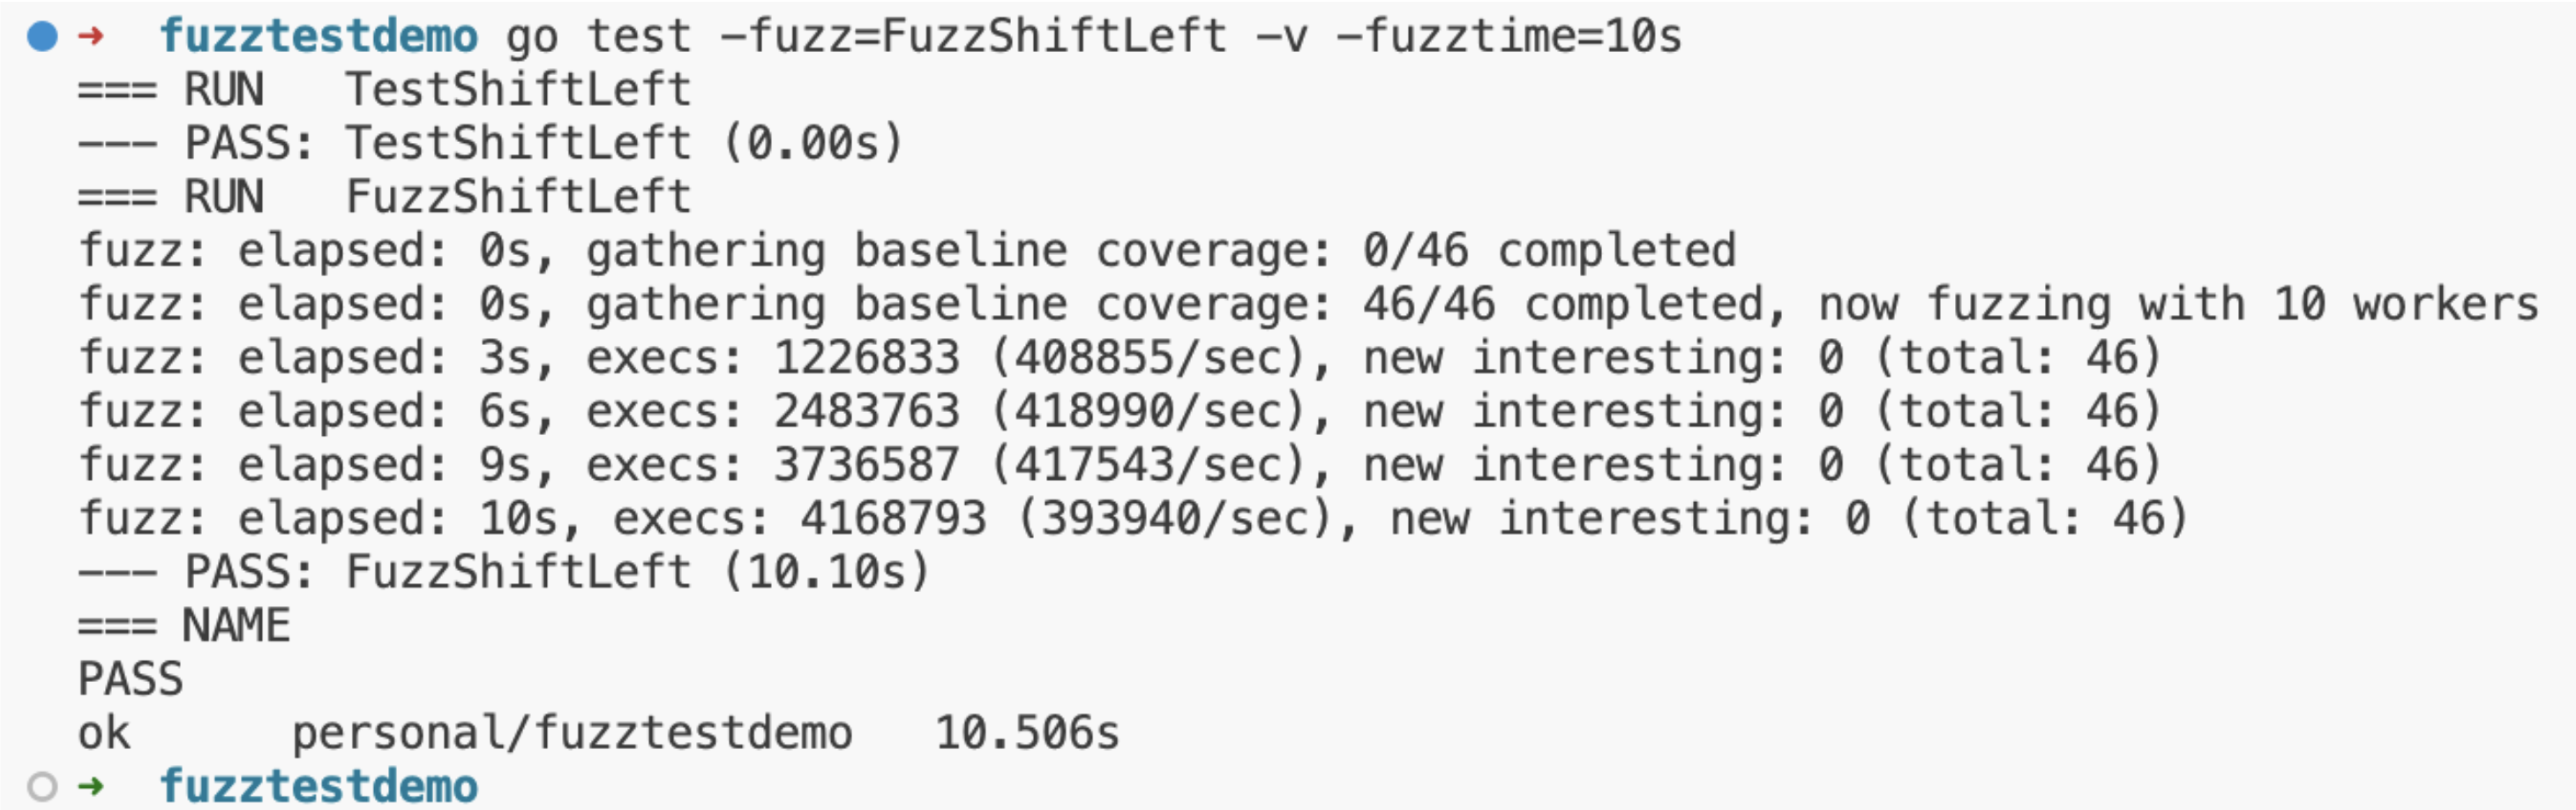 ➜ fuzztestdemo go test -fuzz=FuzzShiftLeft -v -fuzztime=10s
=== RUN   TestShiftLeft
--- PASS: TestShiftLeft (0.00s)
=== RUN   FuzzShiftLeft
fuzz: elapsed: 0s, gathering baseline coverage: 0/46 completed
fuzz: elapsed: 0s, gathering baseline coverage: 46/46 completed, now fuzzing with 10 workers
fuzz: elapsed: 3s, execs: 1226833 (408855/sec), new interesting: 0 (total: 46)
fuzz: elapsed: 6s, execs: 2483763 (418990/sec), new interesting: 0 (total: 46)
fuzz: elapsed: 9s, execs: 3736587 (417543/sec), new interesting: 0 (total: 46)
fuzz: elapsed: 10s, execs: 4168793 (393940/sec), new interesting: 0 (total: 46)
--- PASS: FuzzShiftLeft (10.10s)
=== NAME
PASS
ok      personal/fuzztestdemo   10.506s
➜ fuzztestdemo